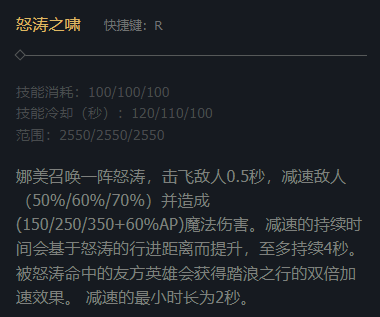 怒涛之啸 快捷键：R
技能消耗：100/100/100
技能冷却（秒）：120/110/100
范围：2550/2550/2550
娜美召唤一阵怒涛，击飞敌人0.5秒，减速敌人
（50%/60%/70%）并造成
(150/250/350+60%AP)魔法伤害。减速的持续时
间会基于怒涛的行进距离而提升，至多持续4秒。
被怒涛命中的友方英雄会获得踏浪之行的双倍加
速效果。 减速的最小时长为2秒。